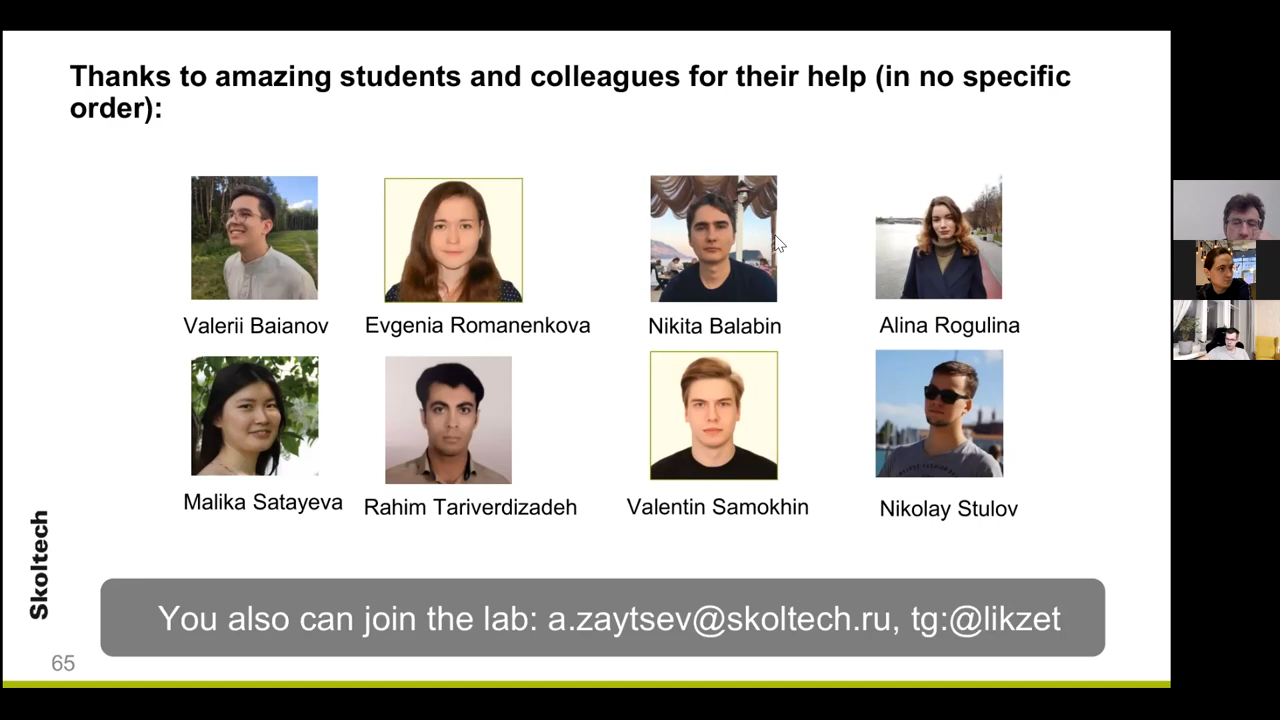 Thanks to amazing students and colleagues for their help (in no specific
order):
Valerii Baianov
Evgenia Romanenkova
Nikita Balabin
Alina Rogulina
Malika Satayeva
Rahim Tariverdizadeh
Valentin Samokhin
Nikolay Stulov
Skoltech
You also can join the lab: a.zaytsev@skoltech.ru, tg:@likzet
65